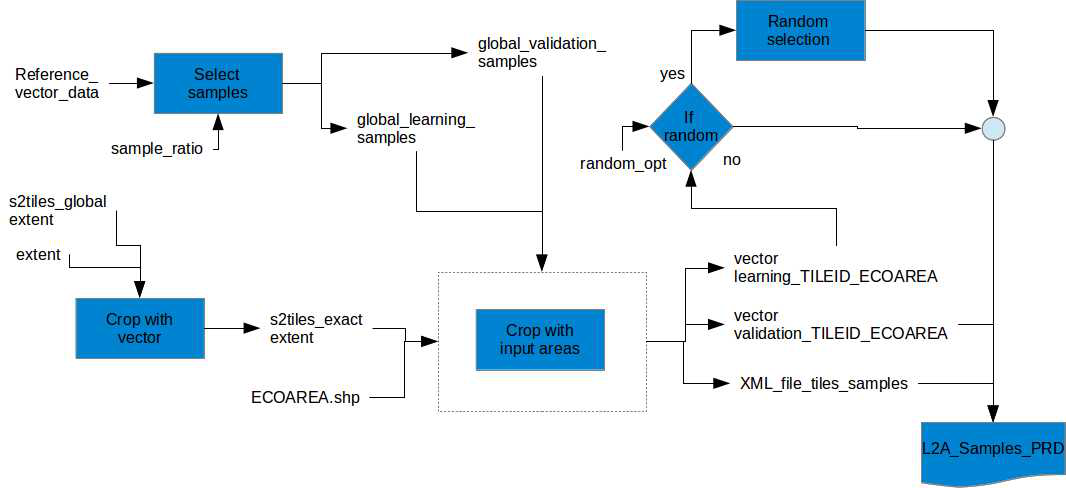 Random
selection
global_validation_
samples
Reference_
vector_data
Select
samples
yes
If
random
global_learning_
samples
sample_ratio
random_opt
no
s2tiles_global
extent
extent
vector
learning_TILEID_ECOAREA
Crop with
vector
s2tiles_exact
extent
Crop with
input areas
vector
validation_TILEID_ECOAREA
ECOAREA.shp
XML_file_tiles_samples
L2A_Samples_PRD